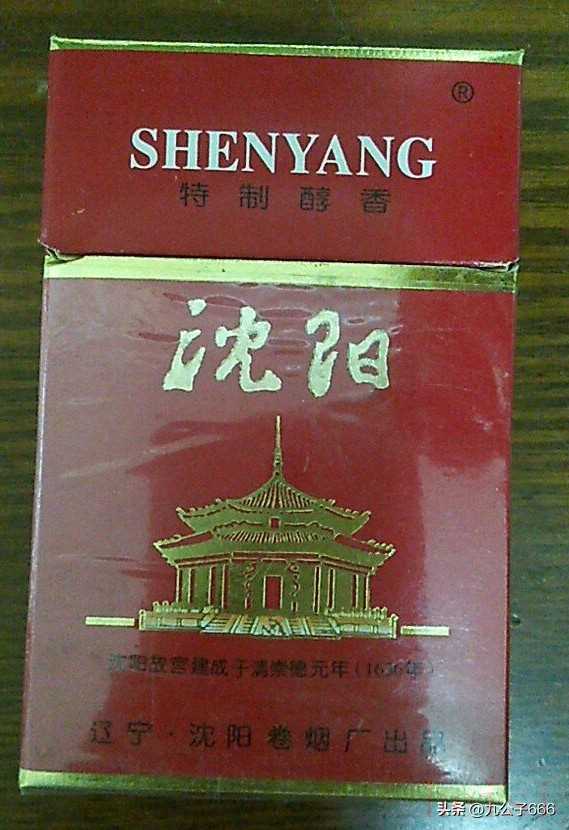 ®
SHENYANG
特制醇香
沈阳
沈阳故宫建成于清崇德元年(1636年)
辽宁·沈阳卷烟厂出品
头条 @九公子666